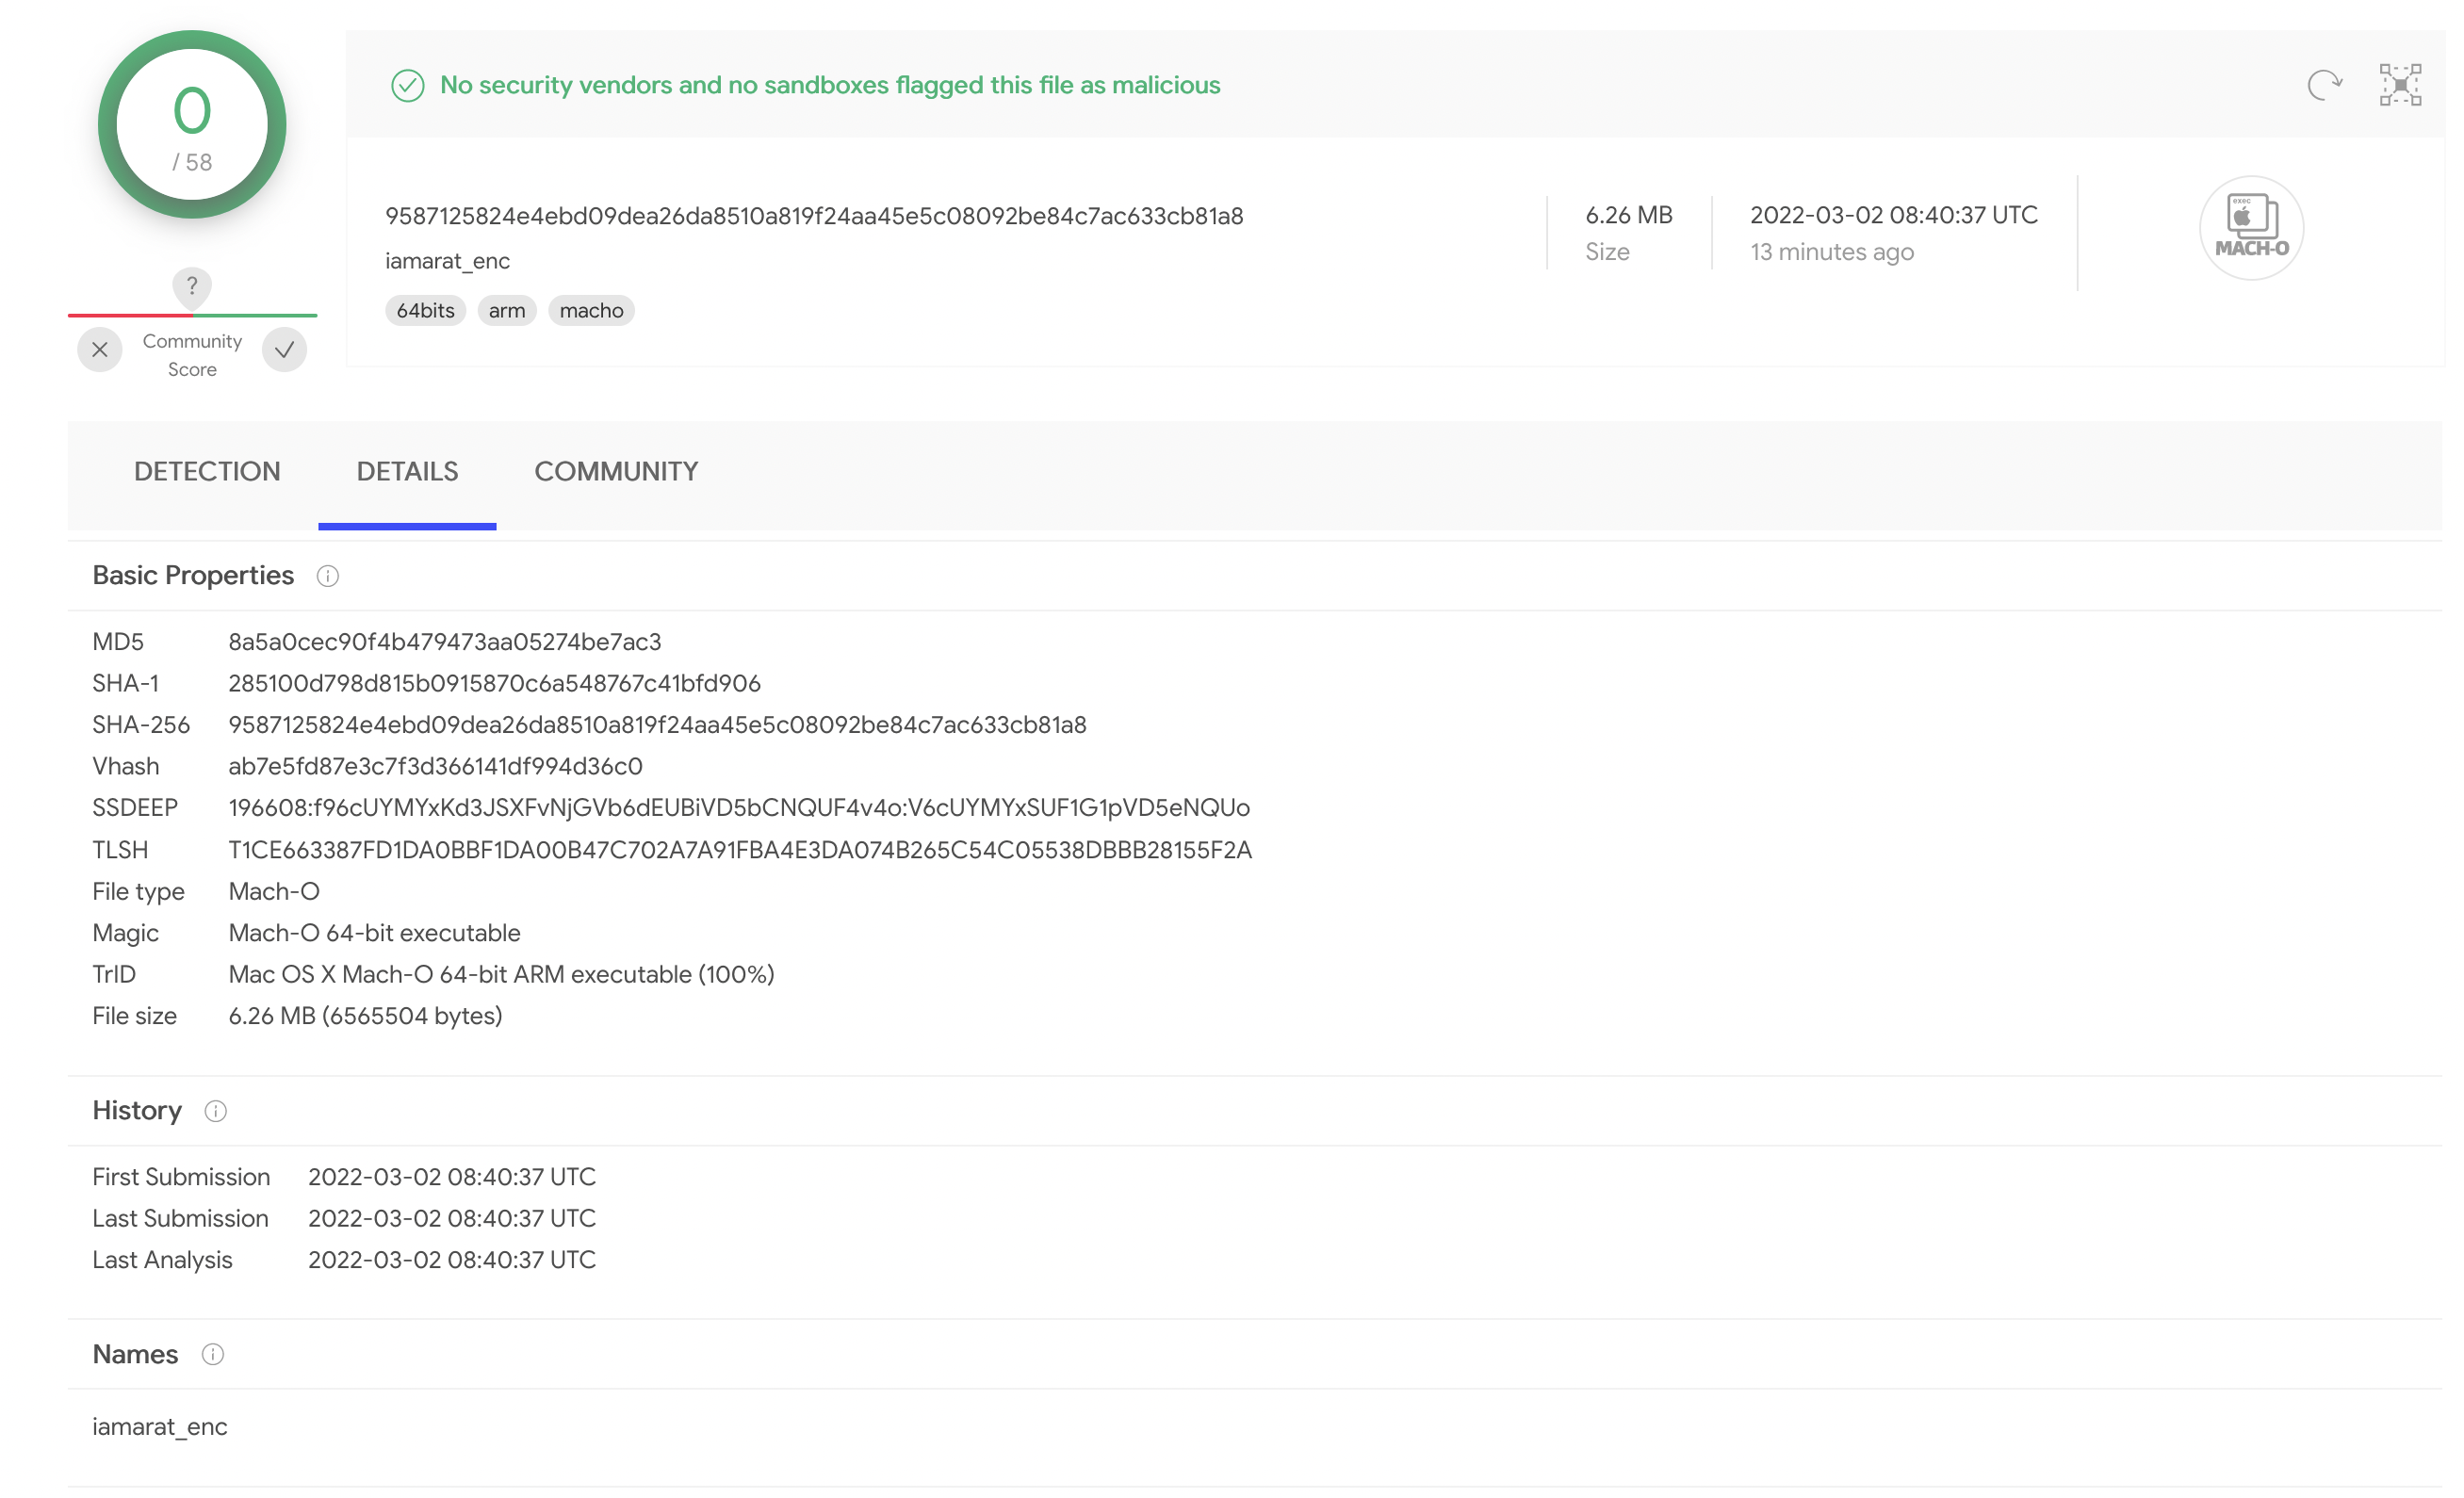 0
/ 58
?
Community
Score
No security vendors and no sandboxes flagged this file as malicious
9587125824e4ebd09dea26da8510a819f24aa45e5c08092be84c7ac633cb81a8
iamarat_enc
64bits arm macho
6.26 MB
Size
2022-03-02 08:40:37 UTC
13 minutes ago
exec
MACH-O
DETECTION DETAILS COMMUNITY
Basic Properties
MD5 8a5a0cec90f4b479473aa05274be7ac3
SHA-1 285100d798d815b0915870c6a548767c41bfd906
SHA-256 9587125824e4ebd09dea26da8510a819f24aa45e5c08092be84c7ac633cb81a8
Vhash ab7e5fd87e3c7f3d366141df994d36c0
SSDEEP 196608:f96cUYMYxKd3JSXFvNjGVb6dEUBiVD5bCNQUF4v4o:V6cUYMYxSUF1G1pVD5eNQUo
TLSH T1CE663387FD1DA0BBF1DA00B47C702A7A91FBA4E3DA074B265C54C05538DBBB28155F2A
File type Mach-O
Magic Mach-O 64-bit executable
TrID Mac OS X Mach-O 64-bit ARM executable (100%)
File size 6.26 MB (6565504 bytes)
History
First Submission 2022-03-02 08:40:37 UTC
Last Submission 2022-03-02 08:40:37 UTC
Last Analysis 2022-03-02 08:40:37 UTC
Names
iamarat_enc